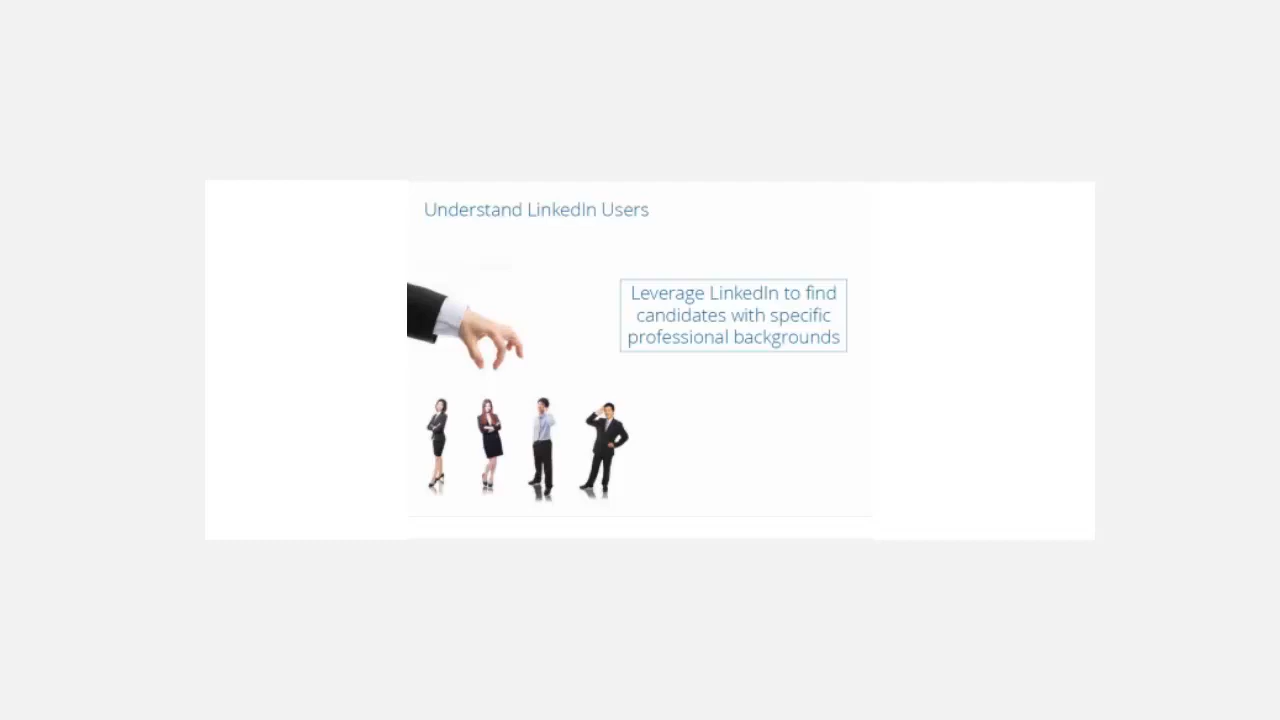 Understand LinkedIn Users
Leverage LinkedIn to find
candidates with specific
professional backgrounds